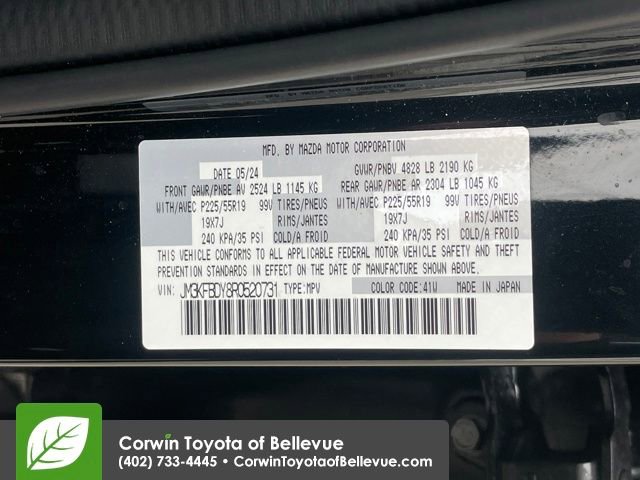 MFD. BY MAZDA MOTOR CORPORATION
DATE 05/24 GVWR/PNBV 4828 LB 2190 KG
FRONT GAWR/PNBE AV 2524 LB 1145 KG REAR GAWR/PNBE AR 2304 LB 1045 KG
WITH/AVEC P225/55R19 99V TIRES/PNEUS WITH/AVEC P225/55R19 99V TIRES/PNEUS
19X7J RIMS/JANTES 19X7J RIMS/JANTES
240 KPA/35 PSI COLD/A FROID 240 KPA/35 PSI COLD/A FROID
THIS VEHICLE CONFORMS TO ALL APPLICABLE FEDERAL MOTOR VEHICLE SAFETY AND THEFT
PREVENTION STANDARDS IN EFFECT ON THE DATE OF MANUFACTURE SHOWN ABOVE.
VIN: JM3KFBDY8R0520731 TYPE:MPV COLOR CODE:41W MADE IN JAPAN
Corwin Toyota of Bellevue
(402) 733-4445 - CorwinToyotaofBellevue.com